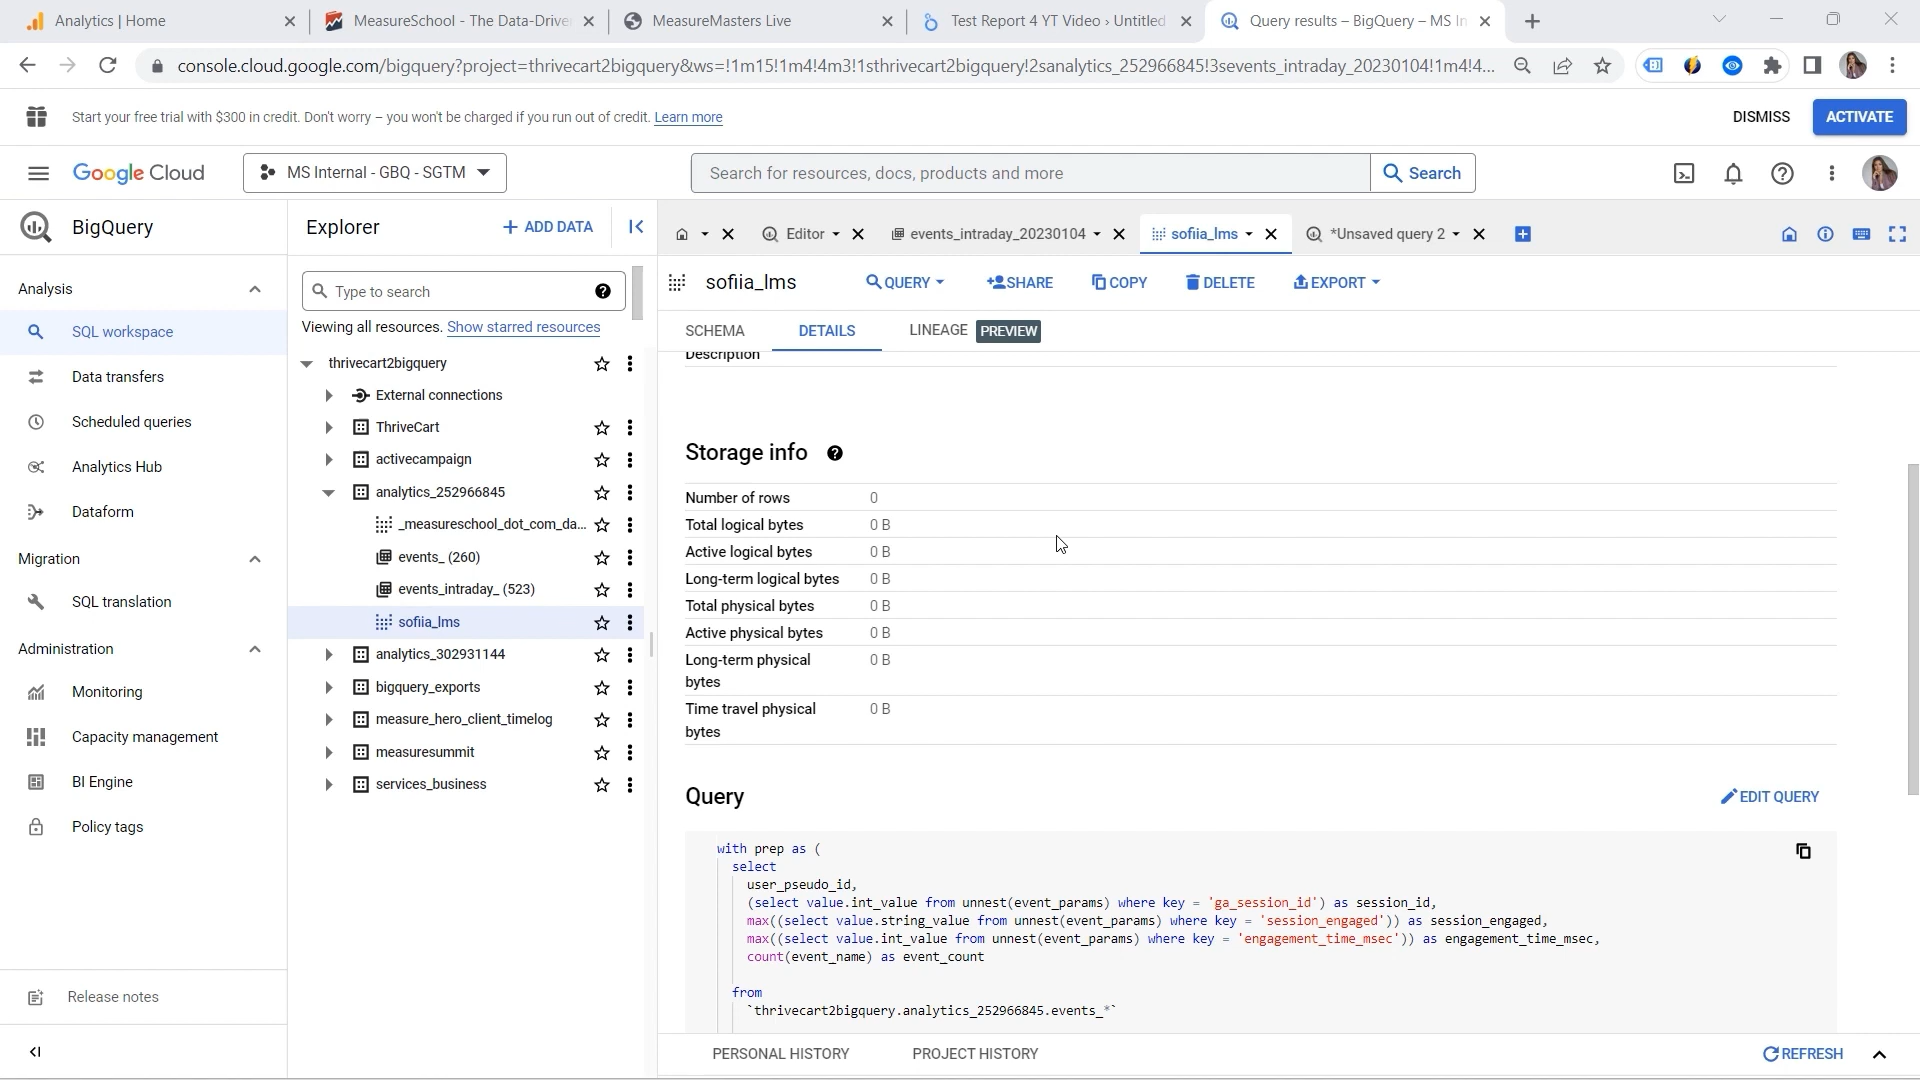 Analytics | Home
MeasureSchool - The Data-Drive
MeasureMasters Live
Test Report 4 YT Video › Untitled
Query results – BigQuery – MS In
console.cloud.google.com/bigquery?project=thrivecart2bigquery&ws=!1m15!1m4!4m3!1sthrivecart2bigquery!2sanalytics_252966845!3sevents_intraday_20230104!1m4!4...
Start your free trial with $300 in credit. Don't worry – you won't be charged if you run out of credit. Learn more
DISMISS
ACTIVATE
Google Cloud
MS Internal - GBQ - SGTM
Search for resources, docs, products and more
Search
BigQuery
Analysis
SQL workspace
Data transfers
Scheduled queries
Analytics Hub
Dataform
Migration
SQL translation
Administration
Monitoring
Capacity management
BI Engine
Policy tags
Release notes
Explorer
+ ADD DATA
Type to search
Viewing all resources. Show starred resources
thrivecart2bigquery
External connections
ThriveCart
activecampaign
analytics_252966845
_measureschool_dot_com_da...
events_ (260)
events_intraday_ (523)
sofiia_lms
analytics_302931144
bigquery_exports
measure_hero_client_timelog
measuresummit
services_business
Editor
events_intraday_20230104
sofiia_lms
*Unsaved query 2
sofiia_lms
QUERY
SHARE
COPY
DELETE
EXPORT
SCHEMA
DETAILS
LINEAGE PREVIEW
Description
Storage info
Number of rows 0
Total logical bytes 0 B
Active logical bytes 0 B
Long-term logical bytes 0 B
Total physical bytes 0 B
Active physical bytes 0 B
Long-term physical 0 B
bytes
Time travel physical 0 B
bytes
Query
EDIT QUERY
with prep as (
select
user_pseudo_id,
(select value.int_value from unnest(event_params) where key = 'ga_session_id') as session_id,
max((select value.string_value from unnest(event_params) where key = 'session_engaged')) as session_engaged,
max((select value.int_value from unnest(event_params) where key = 'engagement_time_msec')) as engagement_time_msec,
count(event_name) as event_count
from
`thrivecart2bigquery.analytics_252966845.events_*`
PERSONAL HISTORY
PROJECT HISTORY
REFRESH